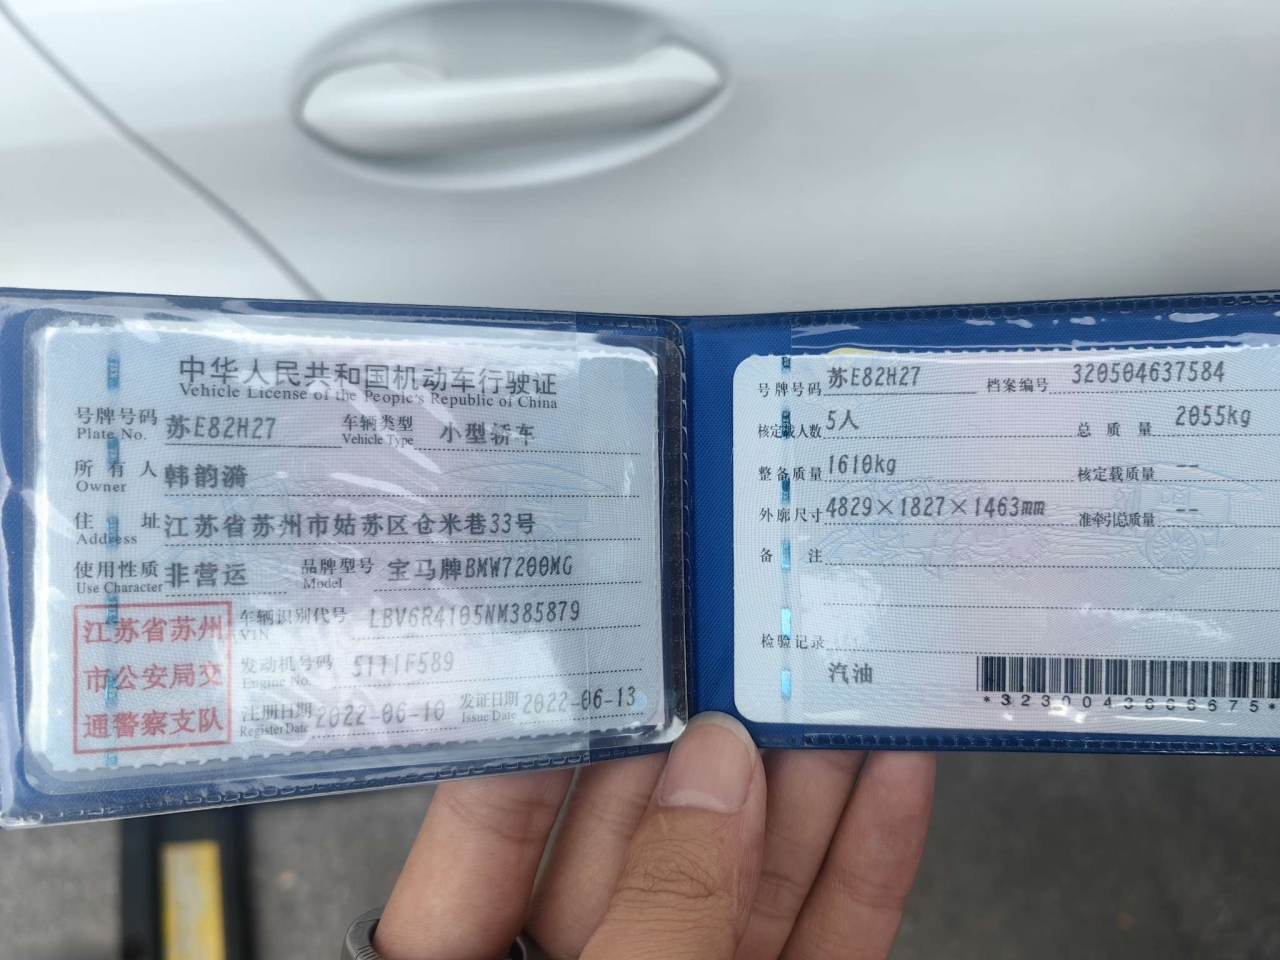 中华人民共和国机动车行驶证
Vehicle License of the People's Republic of China
号牌号码 苏E82H27 车辆类型 小型轿车
Plate No. Vehicle Type
所有人 韩韵漪
Owner
住址 江苏省苏州市姑苏区仓米巷33号
Address
使用性质 非营运 品牌型号 宝马牌BMW7200MG
Use Character Model
江苏省苏州
市公安局交
通警察支队
车辆识别代号 LBV6R4105NM385879
VIN
发动机号码 5111F589
Engine No.
注册日期 2022-06-10 发证日期 2022-06-13
Register Date Issue Date
号牌号码 苏E82H27 档案编号 320504637584
核定载人数 5人 总质量 2055kg
整备质量 1610kg 核定载质量 --
外廓尺寸 4829×1827×1463mm 准牵引总质量 --
备注
检验记录
汽油
*3230043666675*